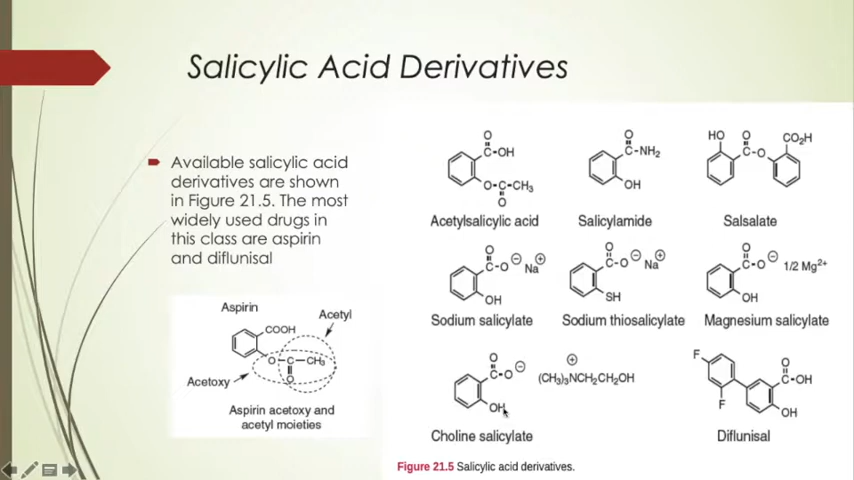 Salicylic Acid Derivatives
Available salicylic acid
derivatives are shown
in Figure 21.5. The most
widely used drugs in
this class are aspirin
and diflunisal
Aspirin
Acetyl
COOH
O—C—CH3
O
Acetoxy
Aspirin acetoxy and
acetyl moieties
O
C-OH
O-C-CH3
O
Acetylsalicylic acid
O
C-NH2
OH
Salicylamide
HO
O
C
O
CO2H
Salsalate
O
C-O⊖ Na⊕
OH
Sodium salicylate
O
C-O⊖ Na⊕
SH
Sodium thiosalicylate
O
C-O⊖ 1/2 Mg2+
OH
Magnesium salicylate
O
C-O⊖
OH
⊕
(CH3)3NCH2CH2OH
Choline salicylate
F
F
O
C-OH
OH
Diflunisal
Figure 21.5 Salicylic acid derivatives.